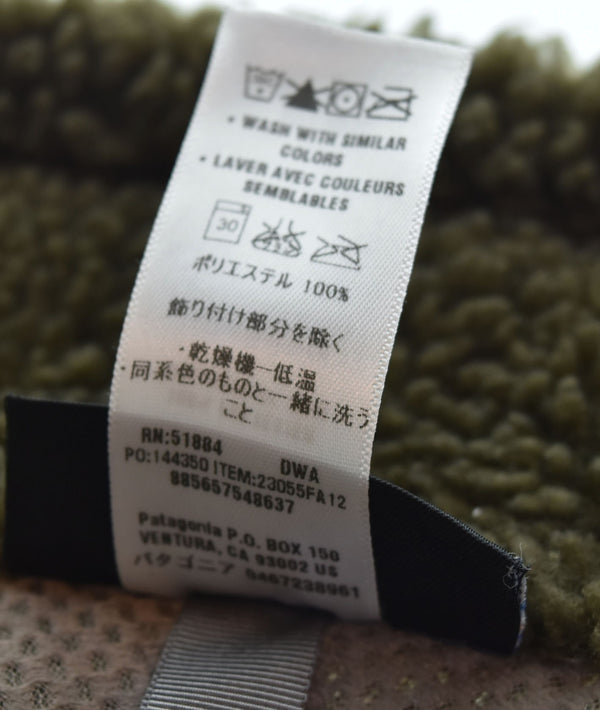 • WASH WITH SIMILAR
COLORS
• LAVER AVEC COULEURS
SEMBLABLES
30
ポリエステル 100%
飾り付け部分を除く
・乾燥機一低温
・同系色のものと一緒に洗う
こと
RN:51884 DWA
PO:144350 ITEM:23055FA12
885657548637
Patagonia P.O. BOX 150
VENTURA, CA 93002 US
パタゴニア 0467238961